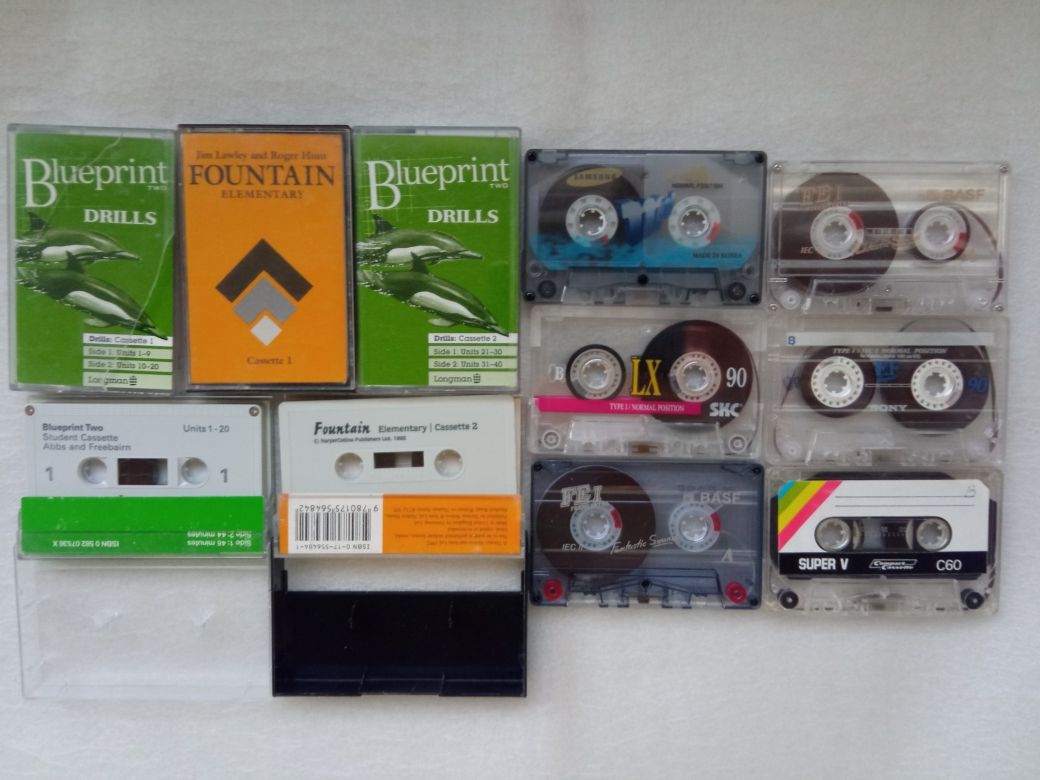 Blueprint
TWO
DRILLS
Drills: Cassette 1
Side 1: Units 1-9
Side 2: Units 10-20
Longman
Jim Lawley and Roger Hunt
FOUNTAIN
ELEMENTARY
Cassette 1
Blueprint
TWO
DRILLS
Drills: Cassette 2
Side 1: Units 21-30
Side 2: Units 31-40
Longman
SAMSUNG
NORMAL POSITION
MADE IN KOREA
FE I
BASF
IEC I
B
LX
90
TYPE I / NORMAL POSITION
SKC
B
TYPE I / IEC I NORMAL POSITION
EF
90
SONY
Blueprint Two
Student Cassette
Abbs and Freebairn
Units 1-20
1
1
ISBN 582 07536 X
Side 1: 46 minutes
Side 2: 44 minutes
Fountain Elementary | Cassette 2
© HarperCollins Publishers Ltd.
9 780175 564842
ISBN 0-17-556484-1
FE I
BASF
IEC I
Fantastic Sound
A
B
SUPER V
Compact Cassette
C60